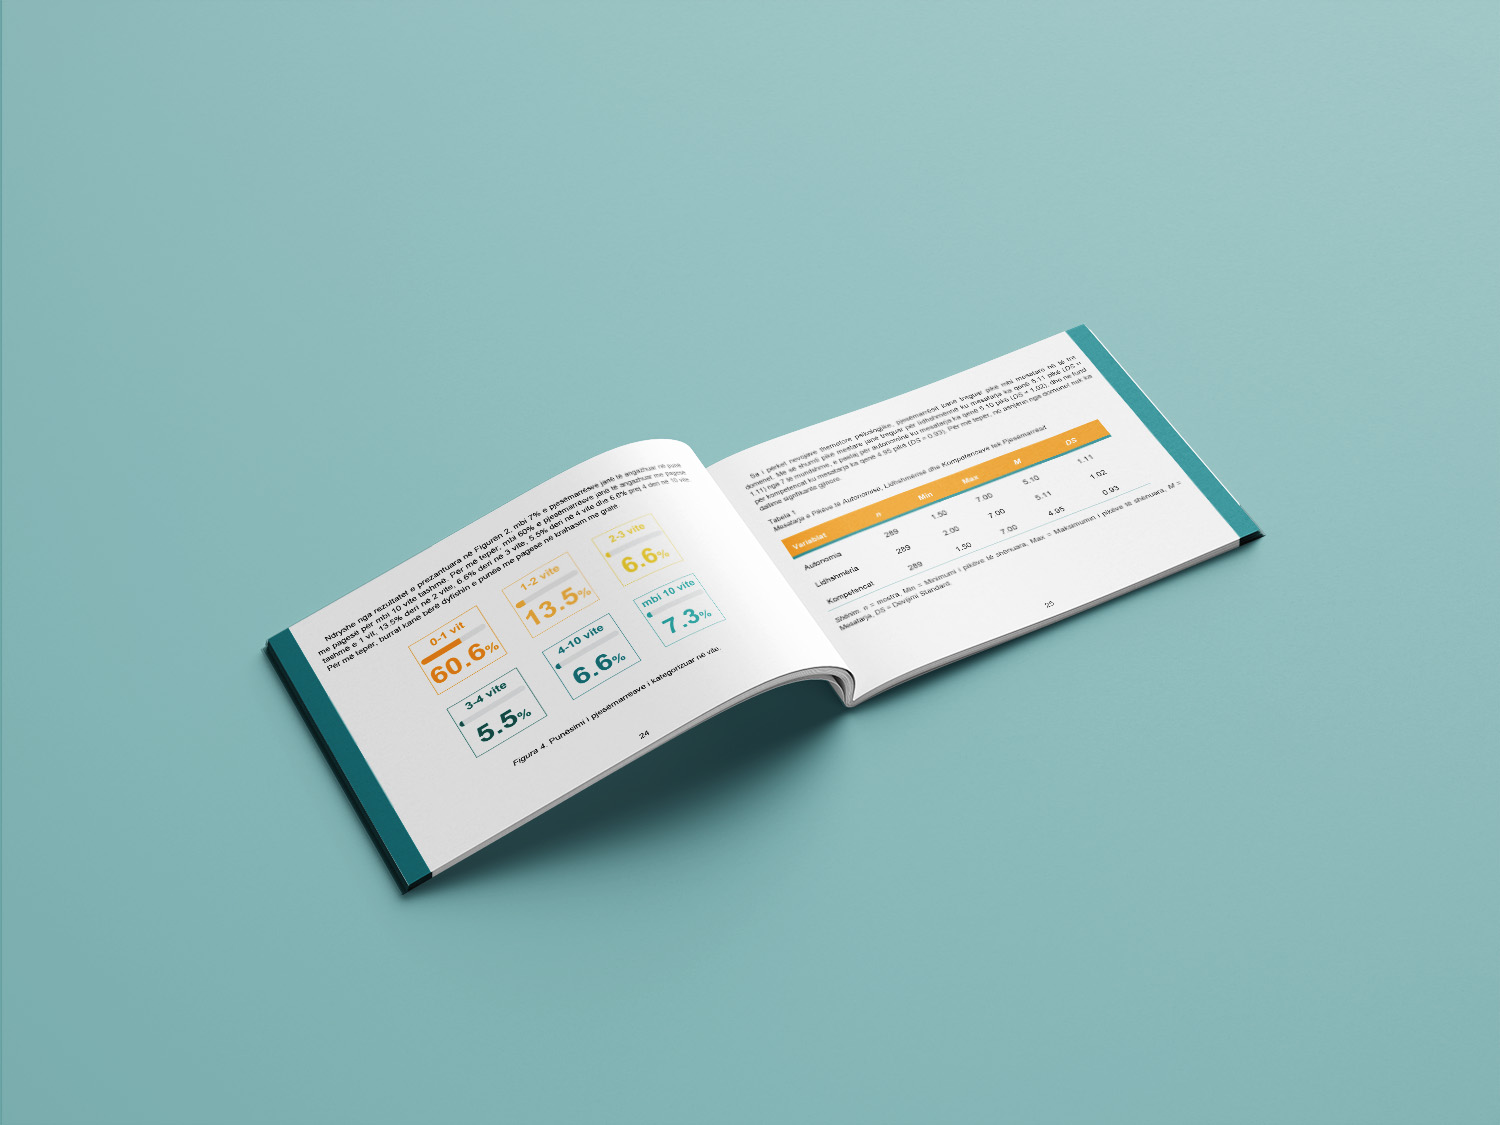 Ndryshe nga rezultatet e prezantuara në Figurën 2, mbi 7% e pjesëmarrësve janë të angazhuar në punë
me pagesë për mbi 10 vite tashmë. Për më tepër, mbi 60% e pjesëmarrësve janë të angazhuar me pagesë
tashmë e 1 vit, 13.5% deri në 2 vite, 6.6% deri në 3 vite, 5.5% deri në 4 vite dhe 6.6% prej 4 deri në 10 vite
Për më tepër, burrat kanë bërë dyfishin e punës me pagesë në krahasim me gratë
0-1 vit
60.6%
1-2 vite
13.5%
2-3 vite
6.6%
3-4 vite
5.5%
4-10 vite
6.6%
mbi 10 vite
7.3%
Figura 4. Punësimi i pjesëmarrësve i kategorizuar në vite.
24
Sa i përket nevojave themelore psikologjike, pjesëmarrësit kanë treguar pikë mbi mesatare në të tri
domenet. Më së shumti pikë mesatare janë treguar për lidhshmërinë ku mesatarja ka qenë 5.11 pikë (DS =
1.11) nga 7 të mundshme, e pastaj për autonominë ku mesatarja ka qenë 5.10 pikë (DS = 1.02), dhe në fund
për kompetencat ku mesatarja ka qenë 4.95 pikë (DS = 0.93). Për më tepër, në asnjërën nga domenet nuk ka
dallime signifikante gjinore.
Tabela 1
Mesatarja e Pikëve të Autonomisë, Lidhshmërisë dhe Kompetencave tek Pjesëmarrësit
Variablat n Min Max M DS
Autonomia 289 1.50 7.00 5.10 1.11
Lidhshmëria 289 2.00 7.00 5.11 1.02
Kompetencat 289 1.50 7.00 4.95 0.93
Shënim. n = mostra, Min = Minimumi i pikëve të shënuara, Max = Maksimumin i pikëve të shënuara, M =
Mesatarja, DS = Devijimi Standard.
25